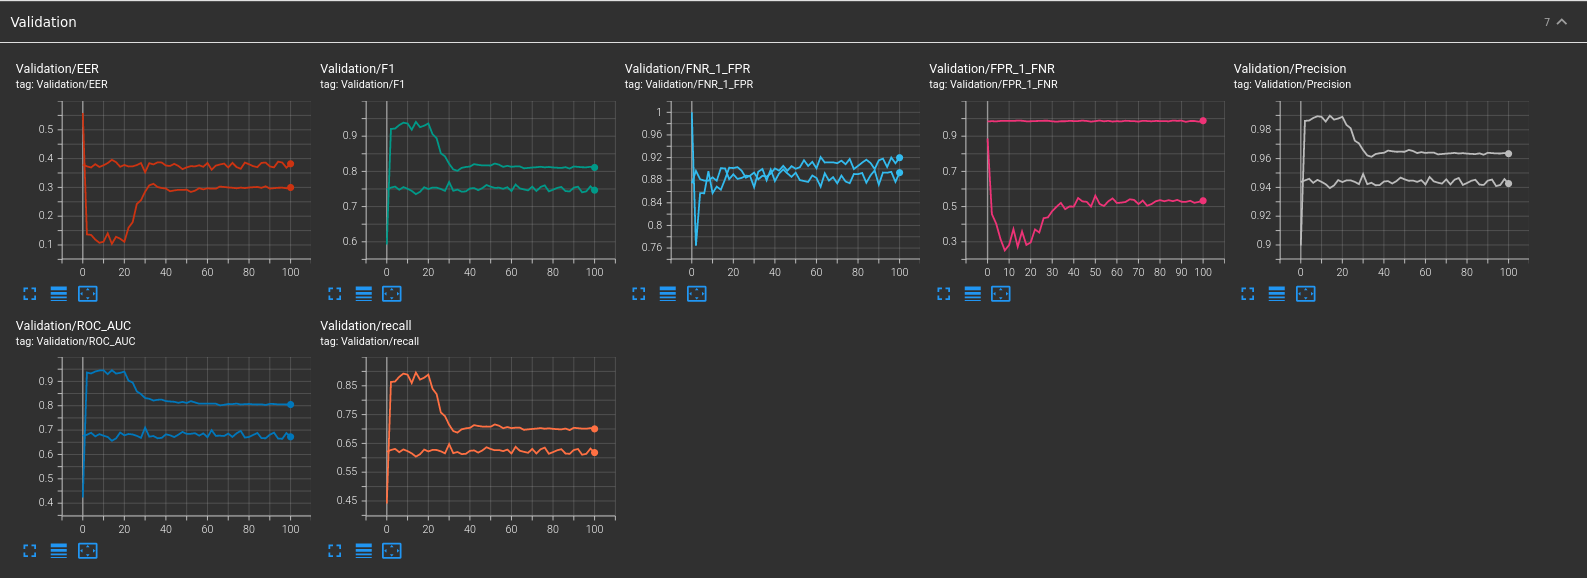 Validation
7
Validation/EER
tag: Validation/EER
0.5
0.4
0.3
0.2
0.1
0 20 40 60 80 100
Validation/F1
tag: Validation/F1
0.9
0.8
0.7
0.6
0 20 40 60 80 100
Validation/FNR_1_FPR
tag: Validation/FNR_1_FPR
1
0.96
0.92
0.88
0.84
0.8
0.76
0 20 40 60 80 100
Validation/FPR_1_FNR
tag: Validation/FPR_1_FNR
0.9
0.7
0.5
0.3
0 10 20 30 40 50 60 70 80 90 100
Validation/Precision
tag: Validation/Precision
0.98
0.96
0.94
0.92
0.9
0 20 40 60 80 100
Validation/ROC_AUC
tag: Validation/ROC_AUC
0.9
0.8
0.7
0.6
0.5
0.4
0 20 40 60 80 100
Validation/recall
tag: Validation/recall
0.85
0.75
0.65
0.55
0.45
0 20 40 60 80 100